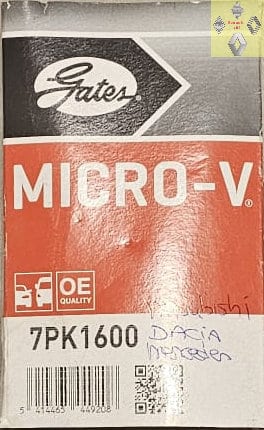 Gates
MICRO-V®
OE
QUALITY
7PK1600
Mitsubishi
DACIA
Mercedes
5 414465 449208